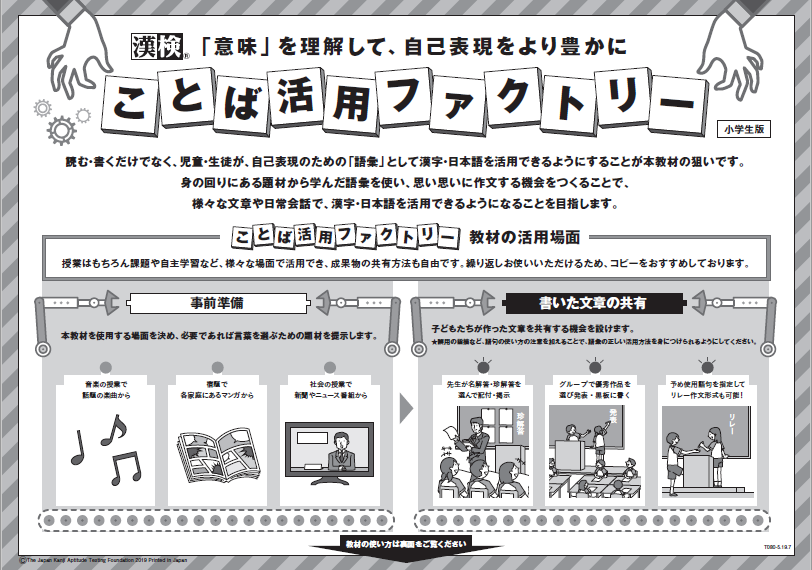 漢検® 「意味」を理解して、自己表現をより豊かに
ことば活用ファクトリー
小学生版
読む・書くだけでなく、児童・生徒が、自己表現のための「語彙」として漢字・日本語を活用できるようにすることが本教材の狙いです。
身の回りにある題材から学んだ語彙を使い、思い思いに作文する機会をつくることで、
様々な文章や日常会話で、漢字・日本語を活用できるようになることを目指します。
ことば活用ファクトリー 教材の活用場面
授業はもちろん課題や自主学習など、様々な場面で活用でき、成果物の共有方法も自由です。繰り返しお使いいただけるため、コピーをおすすめしております。
事前準備
本教材を使用する場面を決め、必要であれば言葉を選ぶための題材を提示します。
音楽の授業で
話題の楽曲から
宿題で
各家庭にあるマンガから
社会の授業で
新聞やニュース番組から
書いた文章の共有
子どもたちが作った文章を共有する機会を設けます。
★誤用の指摘など、語句の使い方の注意を加えることで、語彙の正しい活用方法を身につけられるようにしてください。
先生が名解答・珍解答を
選んで配付・掲示
珍解答
グループで優秀作品を
選び発表・黒板に書く
発表
予め使用語句を指定して
リレー作文形式も可能!
リレー
教材の使い方は裏面をご覧ください
T080-5.19.7
©The Japan Kanji Aptitude Testing Foundation 2019 Printed in Japan